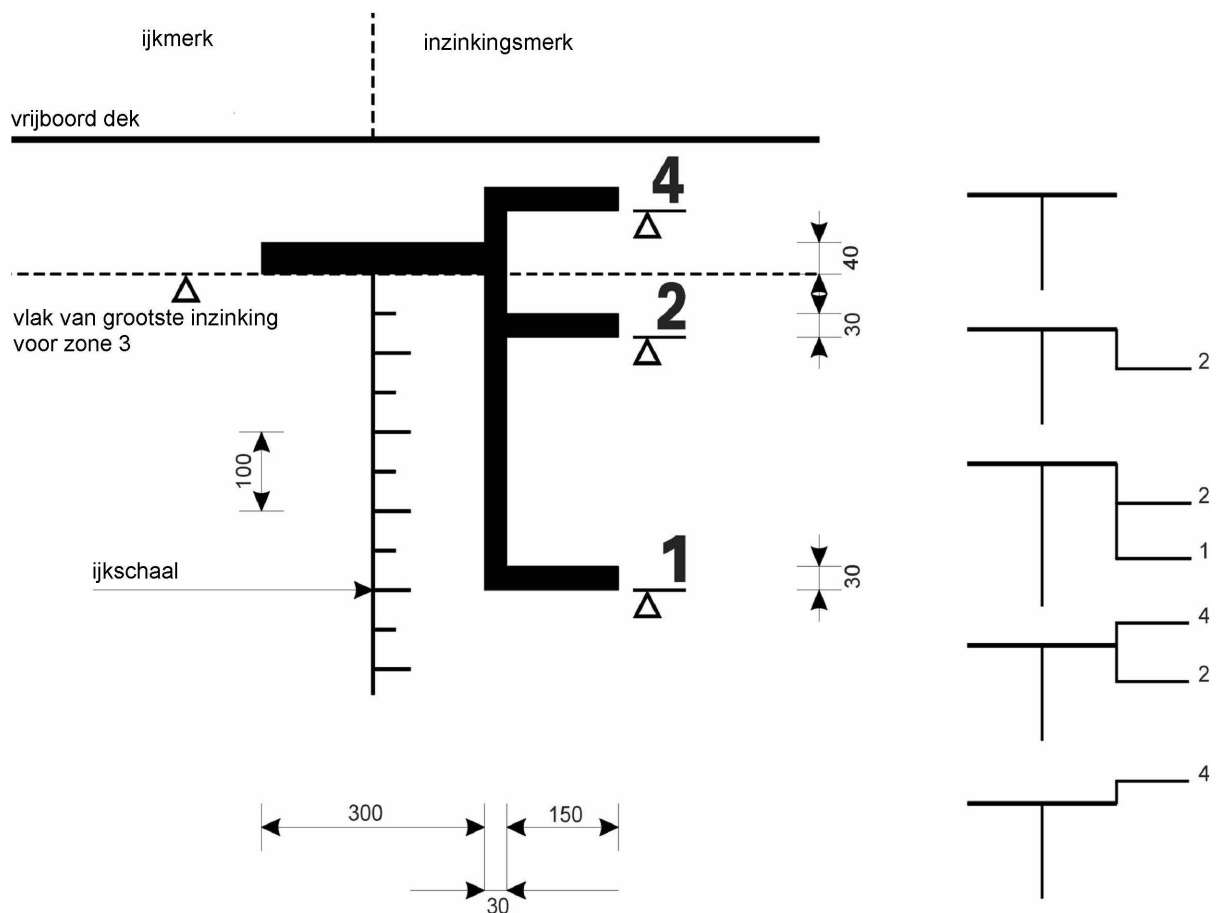 ijkmerk
inzinkingsmerk
vrijboord dek
4
40
vlak van grootste inzinking
voor zone 3
2
30
100
ijkschaal
1
30
300
150
30
2
2
1
4
2
4